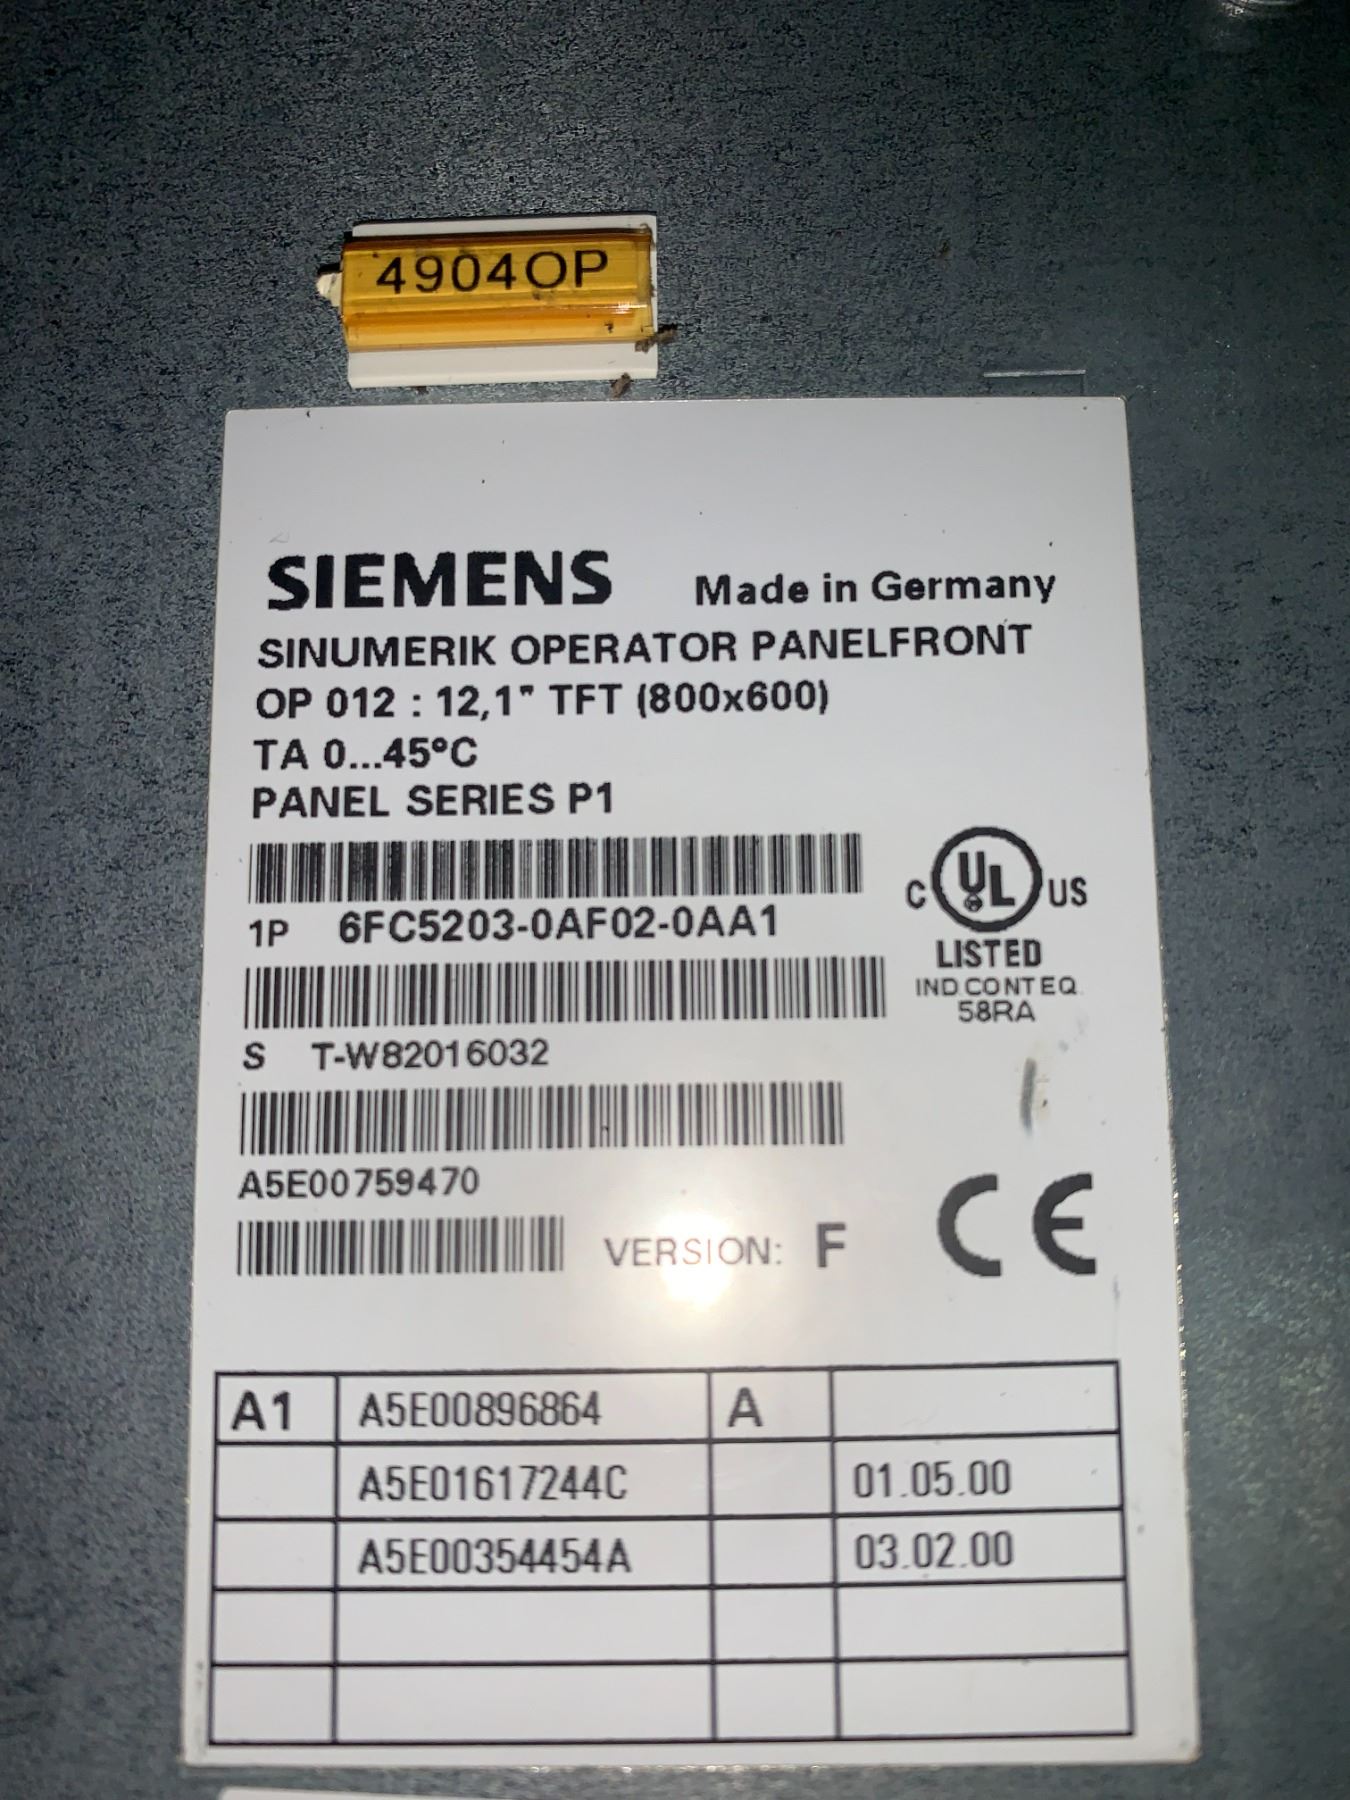 4904OP
SIEMENS Made in Germany
SINUMERIK OPERATOR PANELFRONT
OP 012 : 12,1" TFT (800x600)
TA 0...45°C
PANEL SERIES P1
1P 6FC5203-0AF02-0AA1
C UL US
LISTED
IND.CONT.EQ.
58RA
S T-W82016032
A5E00759470
VERSION: F
CE
A1 A5E00896864 A
A5E01617244C 01.05.00
A5E00354454A 03.02.00